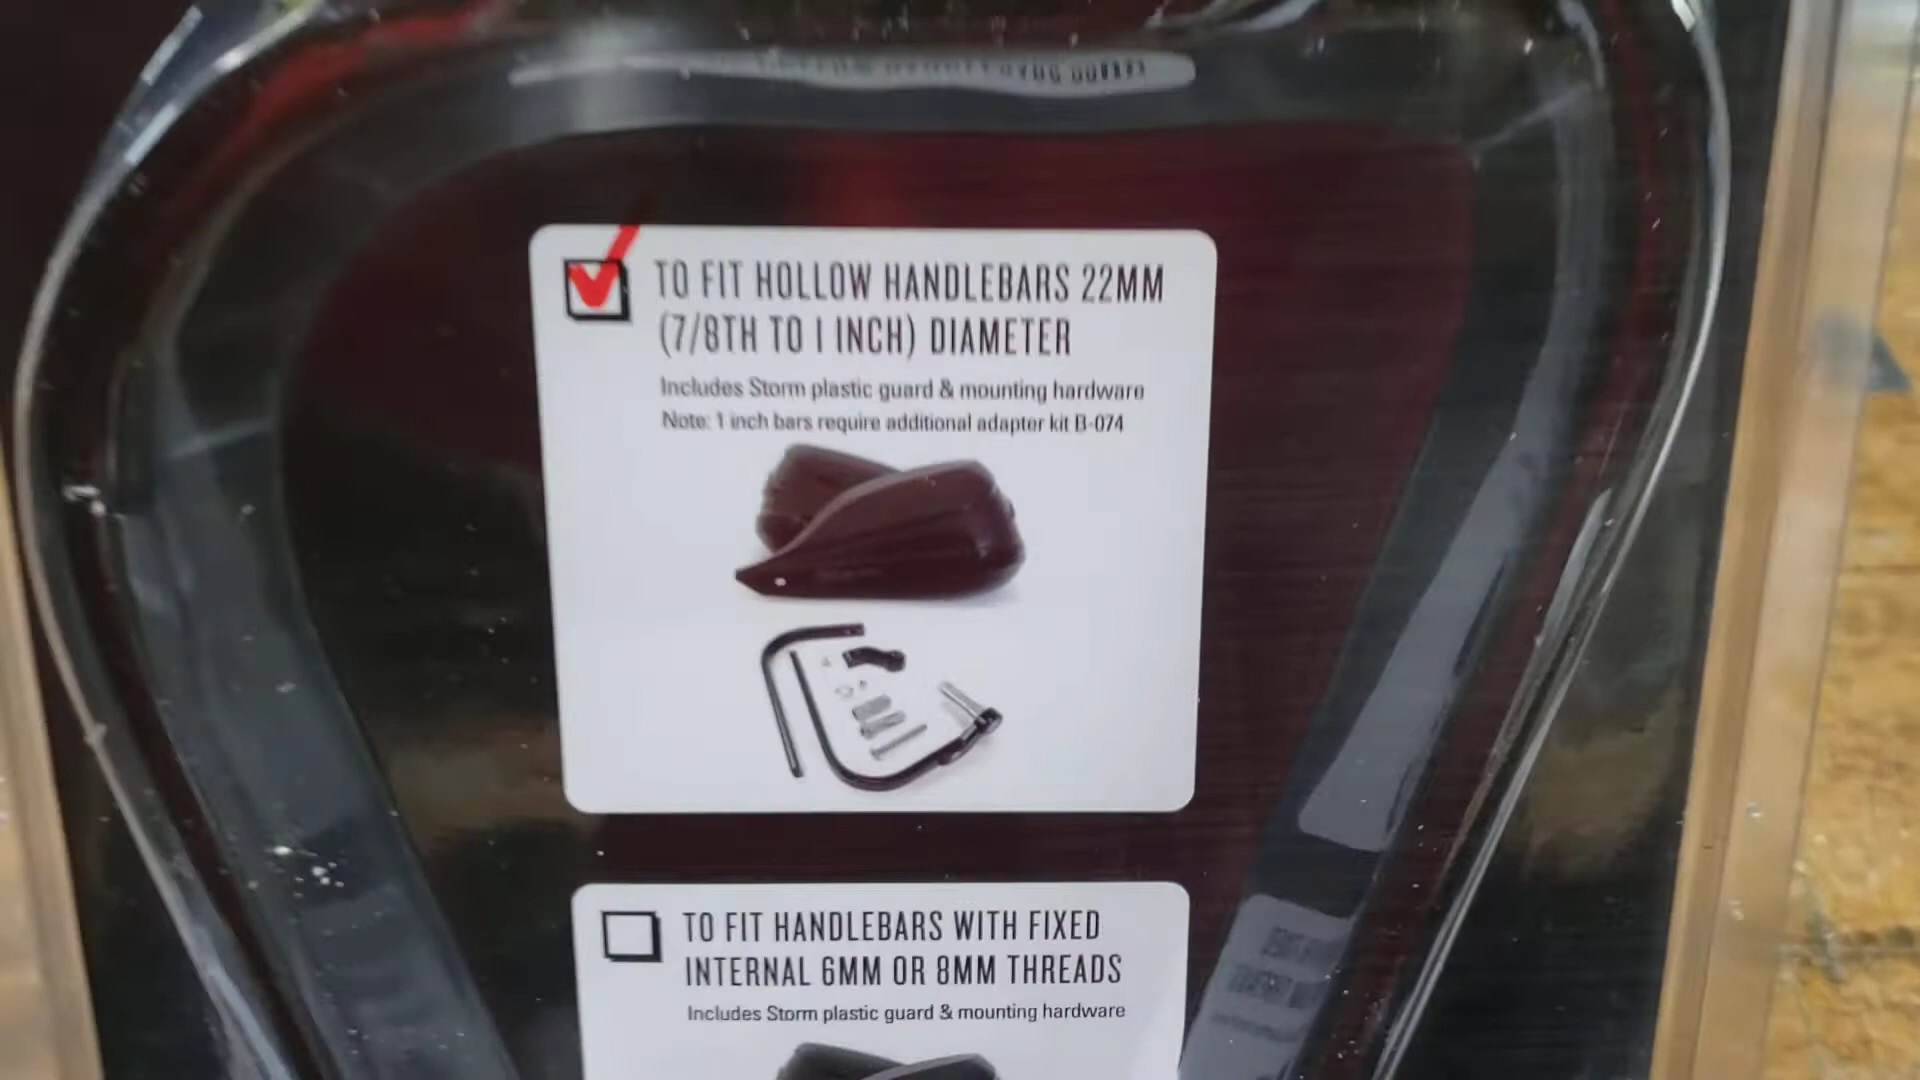 TO FIT HOLLOW HANDLEBARS 22MM
(7/8TH TO 1 INCH) DIAMETER
Includes Storm plastic guard & mounting hardware
Note: 1 inch bars require additional adapter kit B-074
TO FIT HANDLEBARS WITH FIXED
INTERNAL 6MM OR 8MM THREADS
Includes Storm plastic guard & mounting hardware